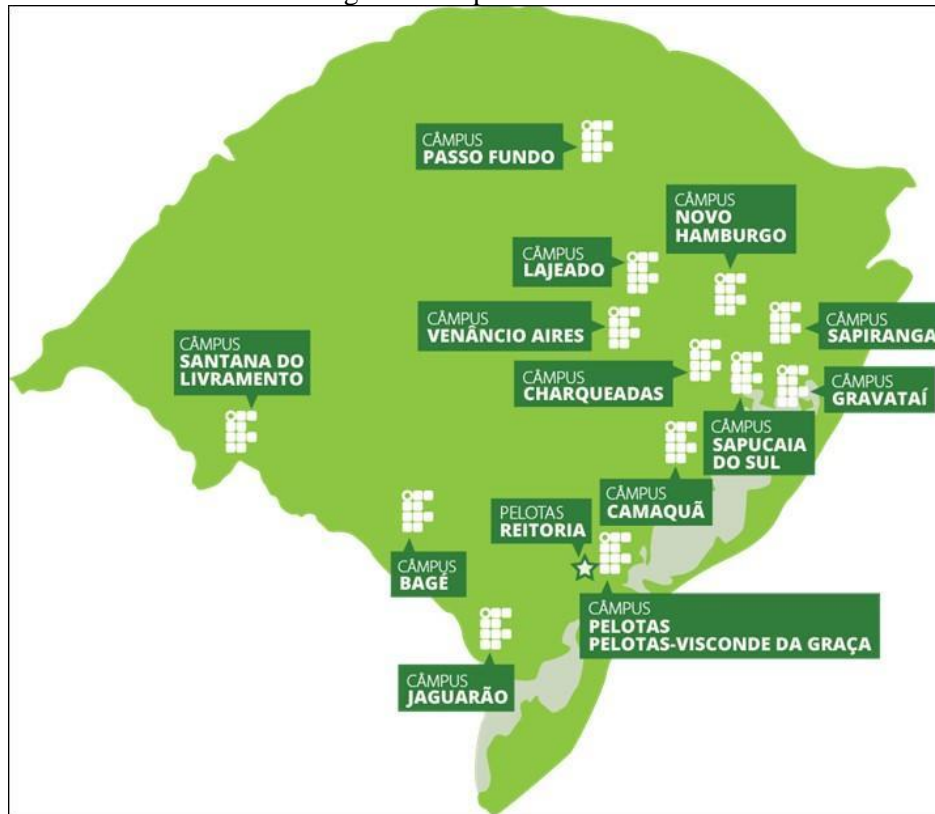 CÂMPUS
PASSO FUNDO
CÂMPUS
NOVO
HAMBURGO
CÂMPUS
LAJEADO
CÂMPUS
VENÂNCIO AIRES
CÂMPUS
SAPIRANGA
CÂMPUS
SANTANA DO
LIVRAMENTO
CÂMPUS
CHARQUEADAS
CÂMPUS
GRAVATAÍ
CÂMPUS
SAPUCAIA
DO SUL
CÂMPUS
CAMAQUÃ
PELOTAS
REITORIA
CÂMPUS
BAGÉ
CÂMPUS
PELOTAS
PELOTAS-VISCONDE DA GRAÇA
CÂMPUS
JAGUARÃO